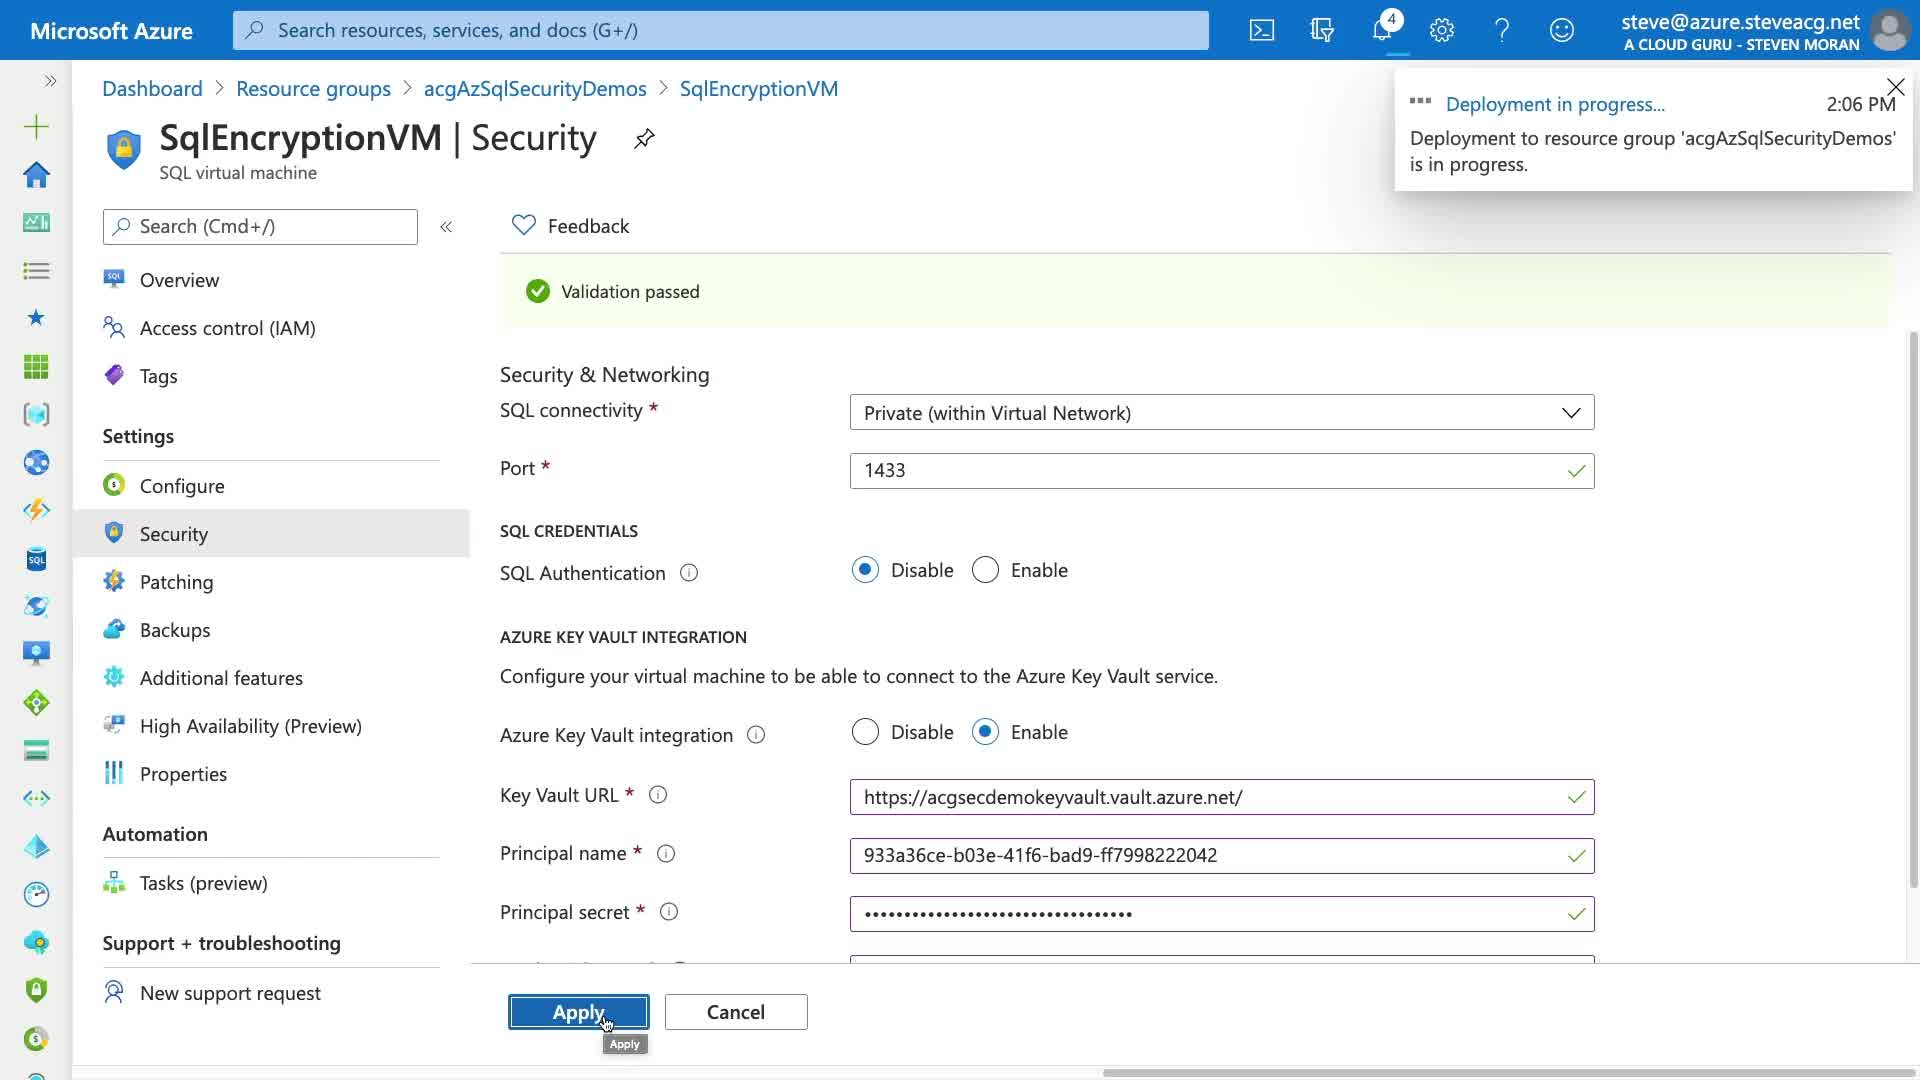 Microsoft Azure
Search resources, services, and docs (G+/)
4
steve@azure.steveacg.net
A CLOUD GURU - STEVEN MORAN
Dashboard > Resource groups > acgAzSqlSecurityDemos > SqlEncryptionVM
SqlEncryptionVM | Security
SQL virtual machine
Deployment in progress...
2:06 PM
Deployment to resource group 'acgAzSqlSecurityDemos'
is in progress.
Search (Cmd+/)
Overview
Access control (IAM)
Tags
Settings
Configure
Security
Patching
Backups
Additional features
High Availability (Preview)
Properties
Automation
Tasks (preview)
Support + troubleshooting
New support request
Feedback
Validation passed
Security & Networking
SQL connectivity *
Private (within Virtual Network)
Port *
1433
SQL CREDENTIALS
SQL Authentication
Disable
Enable
AZURE KEY VAULT INTEGRATION
Configure your virtual machine to be able to connect to the Azure Key Vault service.
Azure Key Vault integration
Disable
Enable
Key Vault URL *
https://acgsecdemokeyvault.vault.azure.net/
Principal name *
933a36ce-b03e-41f6-bad9-ff7998222042
Principal secret *
••••••••••••••••••••••••••••••••••
Apply
Cancel
Apply